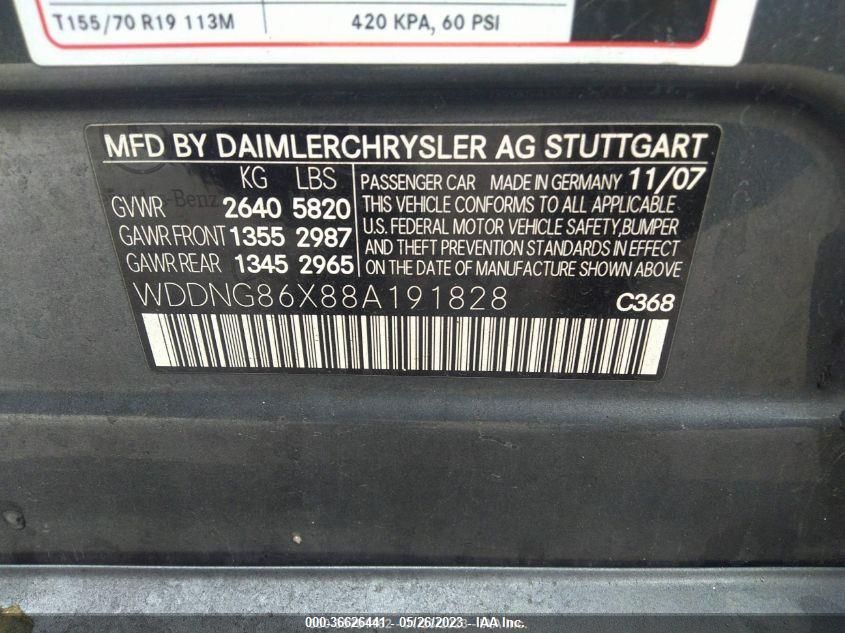 T155/70 R19 113M 420 KPA, 60 PSI
MFD BY DAIMLERCHRYSLER AG STUTTGART
KG LBS
GVWR 2640 5820
GAWR FRONT 1355 2987
GAWR REAR 1345 2965
PASSENGER CAR MADE IN GERMANY 11/07
THIS VEHICLE CONFORMS TO ALL APPLICABLE
U.S. FEDERAL MOTOR VEHICLE SAFETY,BUMPER
AND THEFT PREVENTION STANDARDS IN EFFECT
ON THE DATE OF MANUFACTURE SHOWN ABOVE
WDDNG86X88A191828 C368
000-36626441 - 05/26/2023 - IAA Inc.